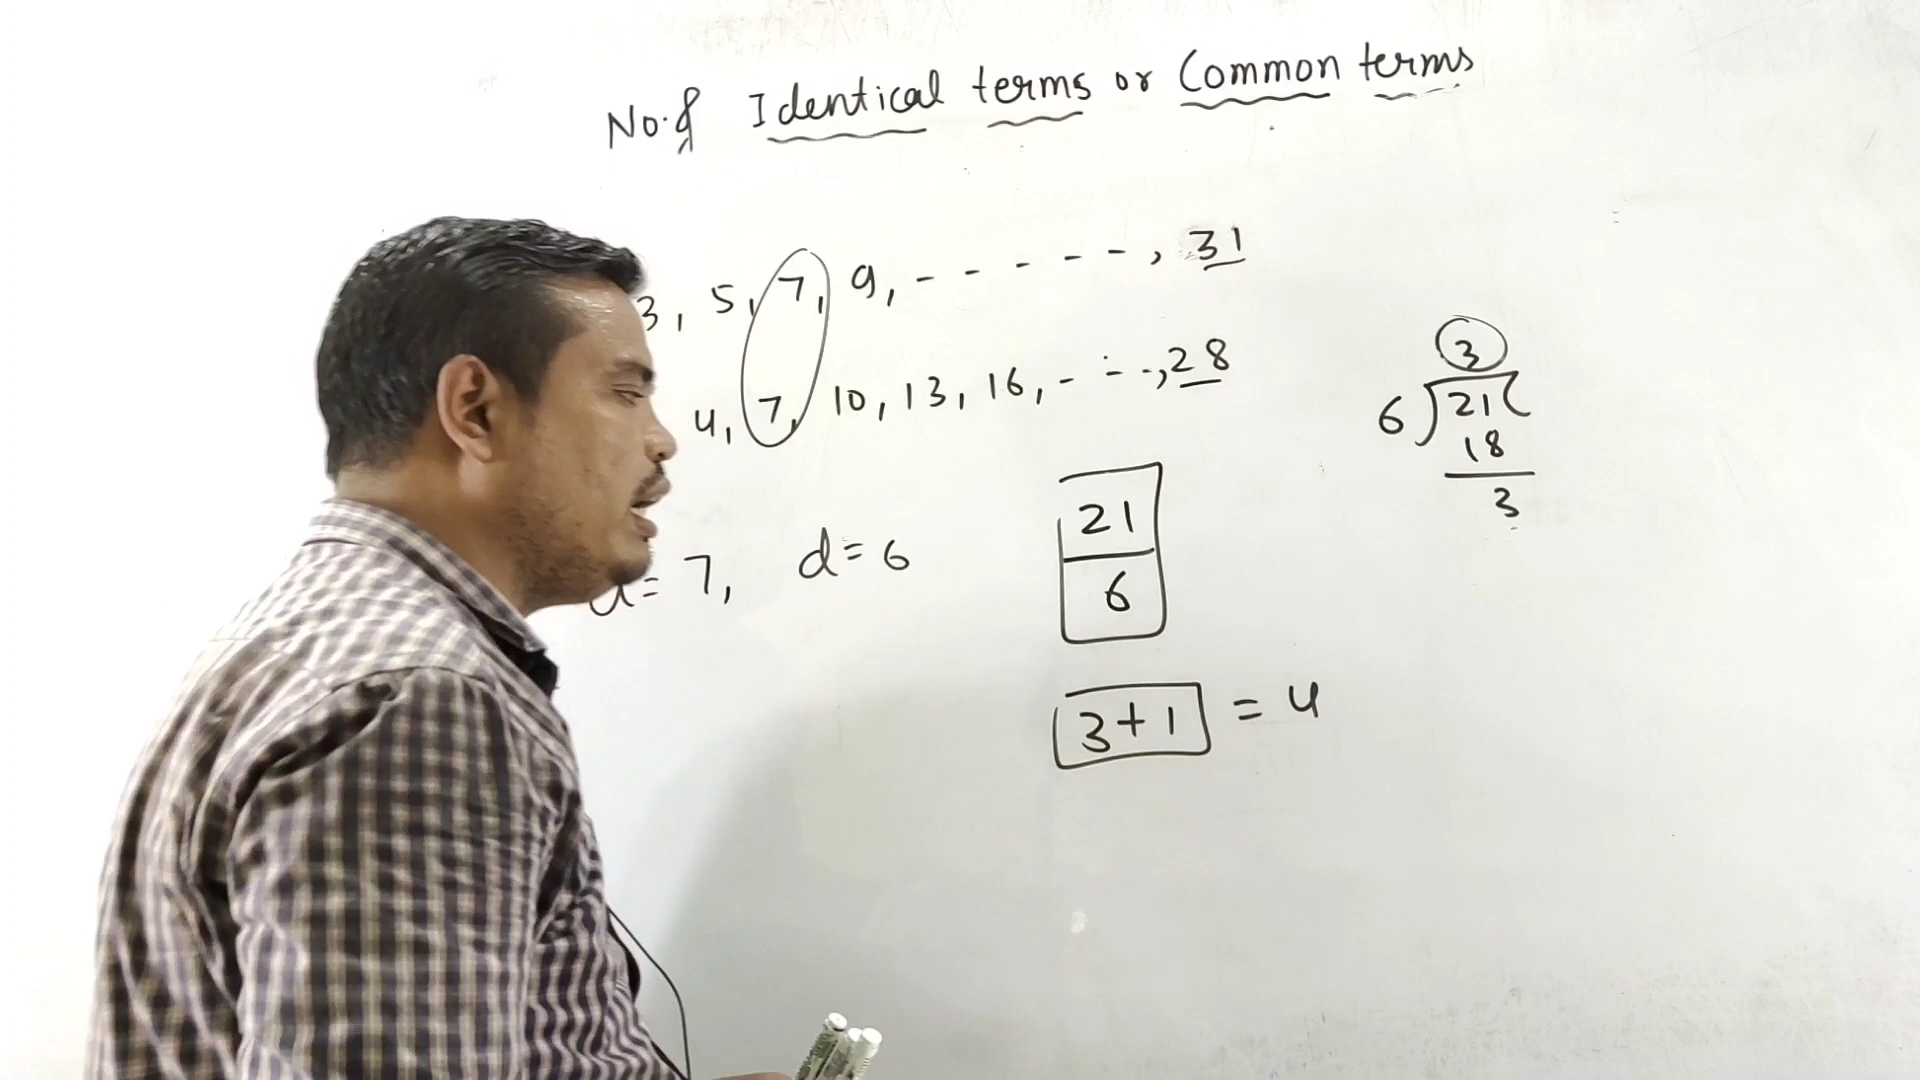 No. of Identical terms or Common terms
3, 5, 7, 9, - - - - - , 31
4, 7, 10, 13, 16, - - - , 28
3
6 ) 21 (
18
3
= 7, d = 6
21
6
3 + 1 = 4